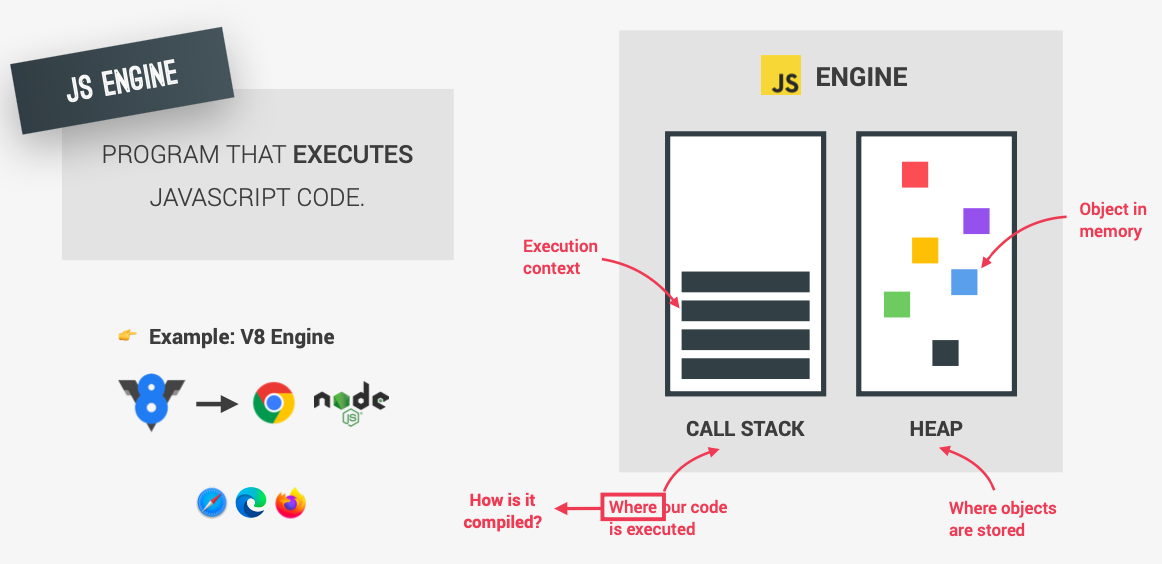 JS ENGINE
PROGRAM THAT EXECUTES
JAVASCRIPT CODE.
Example: V8 Engine
8
node
JS
How is it
compiled?
JS ENGINE
Execution
context
Object in
memory
CALL STACK
HEAP
Where our code
is executed
Where objects
are stored